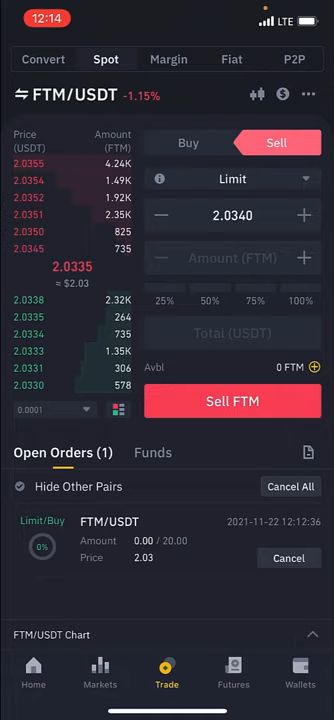 12:14
LTE
Convert Spot Margin Fiat P2P
FTM/USDT -1.15%
Price (USDT) Amount (FTM)
2.0355 4.24K
2.0354 1.49K
2.0352 1.92K
2.0351 2.35K
2.0350 825
2.0345 735
2.0335
≈ $2.03
2.0338 2.32K
2.0335 264
2.0334 735
2.0333 1.35K
2.0331 306
2.0330 578
0.0001
Buy Sell
Limit
2.0340
Amount (FTM)
25% 50% 75% 100%
Total (USDT)
Avbl 0 FTM
Sell FTM
Open Orders (1) Funds
Hide Other Pairs Cancel All
Limit/Buy FTM/USDT 2021-11-22 12:12:36
0% Amount 0.00 / 20.00
Price 2.03 Cancel
FTM/USDT Chart
Home Markets Trade Futures Wallets